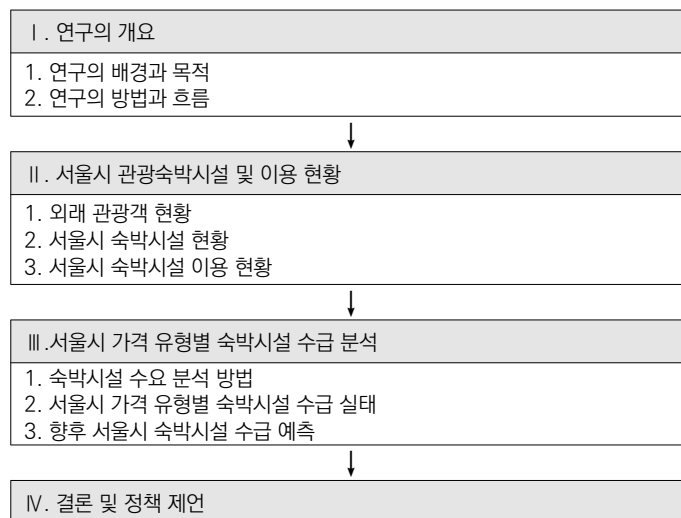 Ⅰ. 연구의 개요
1. 연구의 배경과 목적
2. 연구의 방법과 흐름
Ⅱ. 서울시 관광숙박시설 및 이용 현황
1. 외래 관광객 현황
2. 서울시 숙박시설 현황
3. 서울시 숙박시설 이용 현황
Ⅲ.서울시 가격 유형별 숙박시설 수급 분석
1. 숙박시설 수요 분석 방법
2. 서울시 가격 유형별 숙박시설 수급 실태
3. 향후 서울시 숙박시설 수급 예측
Ⅳ. 결론 및 정책 제언